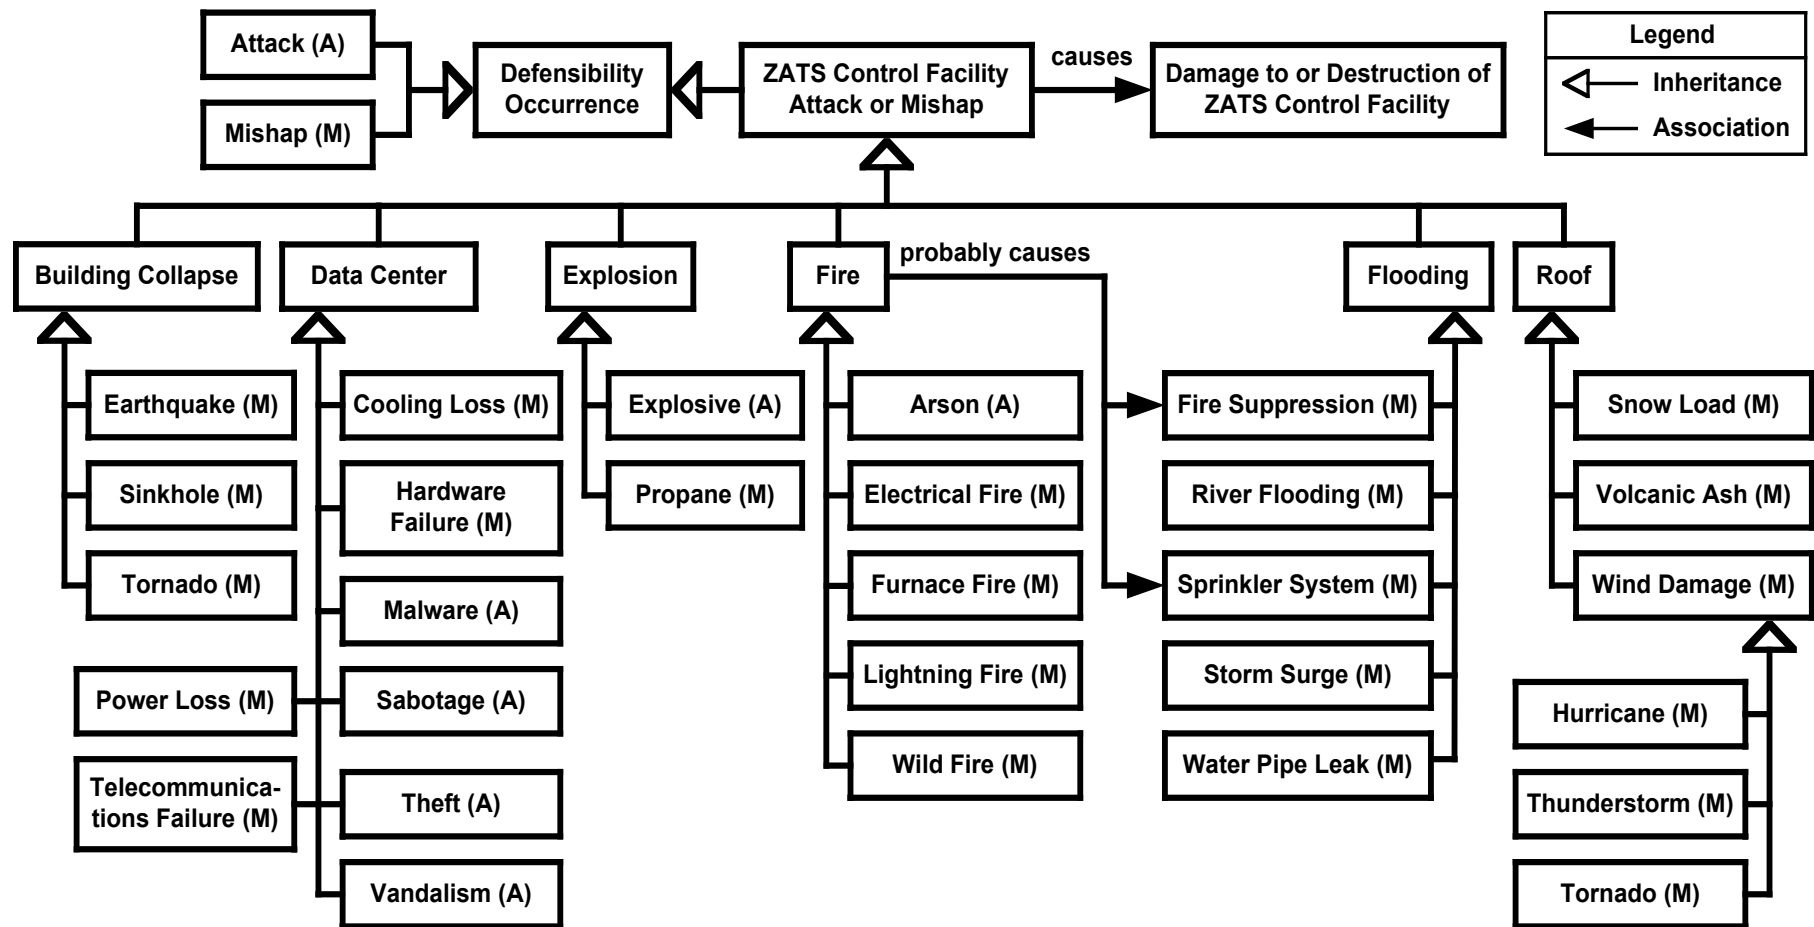 Attack (A)
Mishap (M)
Defensibility
Occurrence
ZATS Control Facility
Attack or Mishap
causes
Damage to or Destruction of
ZATS Control Facility
Legend
Inheritance
Association
Building Collapse
Data Center
Explosion
Fire
probably causes
Flooding
Roof
Earthquake (M)
Sinkhole (M)
Tornado (M)
Cooling Loss (M)
Hardware
Failure (M)
Malware (A)
Power Loss (M)
Sabotage (A)
Telecommunica-
tions Failure (M)
Theft (A)
Vandalism (A)
Explosive (A)
Propane (M)
Arson (A)
Electrical Fire (M)
Furnace Fire (M)
Lightning Fire (M)
Wild Fire (M)
Fire Suppression (M)
River Flooding (M)
Sprinkler System (M)
Storm Surge (M)
Water Pipe Leak (M)
Snow Load (M)
Volcanic Ash (M)
Wind Damage (M)
Hurricane (M)
Thunderstorm (M)
Tornado (M)